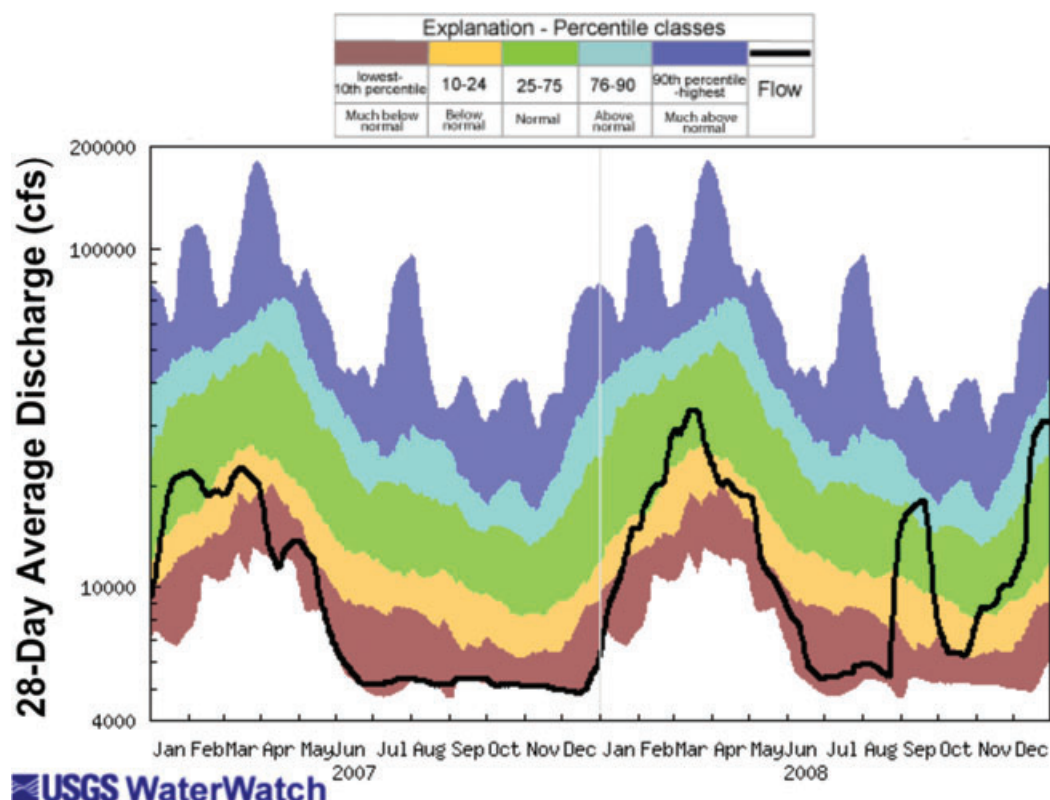 Explanation - Percentile classes
lowest-
10th percentile
10-24
25-75
76-90
90th percentile
-highest
Flow
Much below
normal
Below
normal
Normal
Above
normal
Much above
normal
28-Day Average Discharge (cfs)
200000
100000
10000
4000
Jan Feb Mar Apr May Jun Jul Aug Sep Oct Nov Dec Jan Feb Mar Apr May Jun Jul Aug Sep Oct Nov Dec
2007 2008
USGS WaterWatch